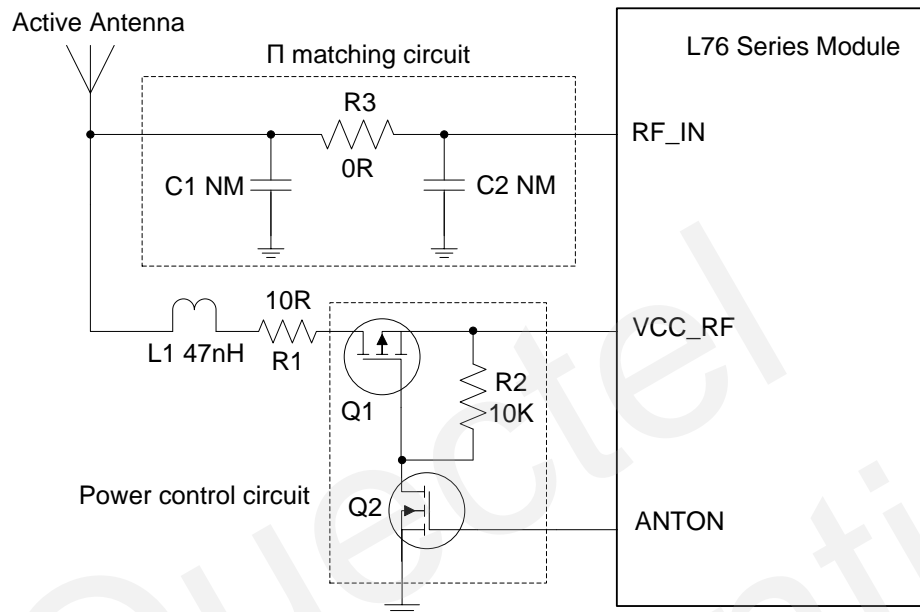 Active Antenna
L76 Series Module
Π matching circuit
R3
0R
C1 NM
C2 NM
RF_IN
10R
L1 47nH
R1
VCC_RF
R2
10K
Q1
Power control circuit
Q2
ANTON
Quectel